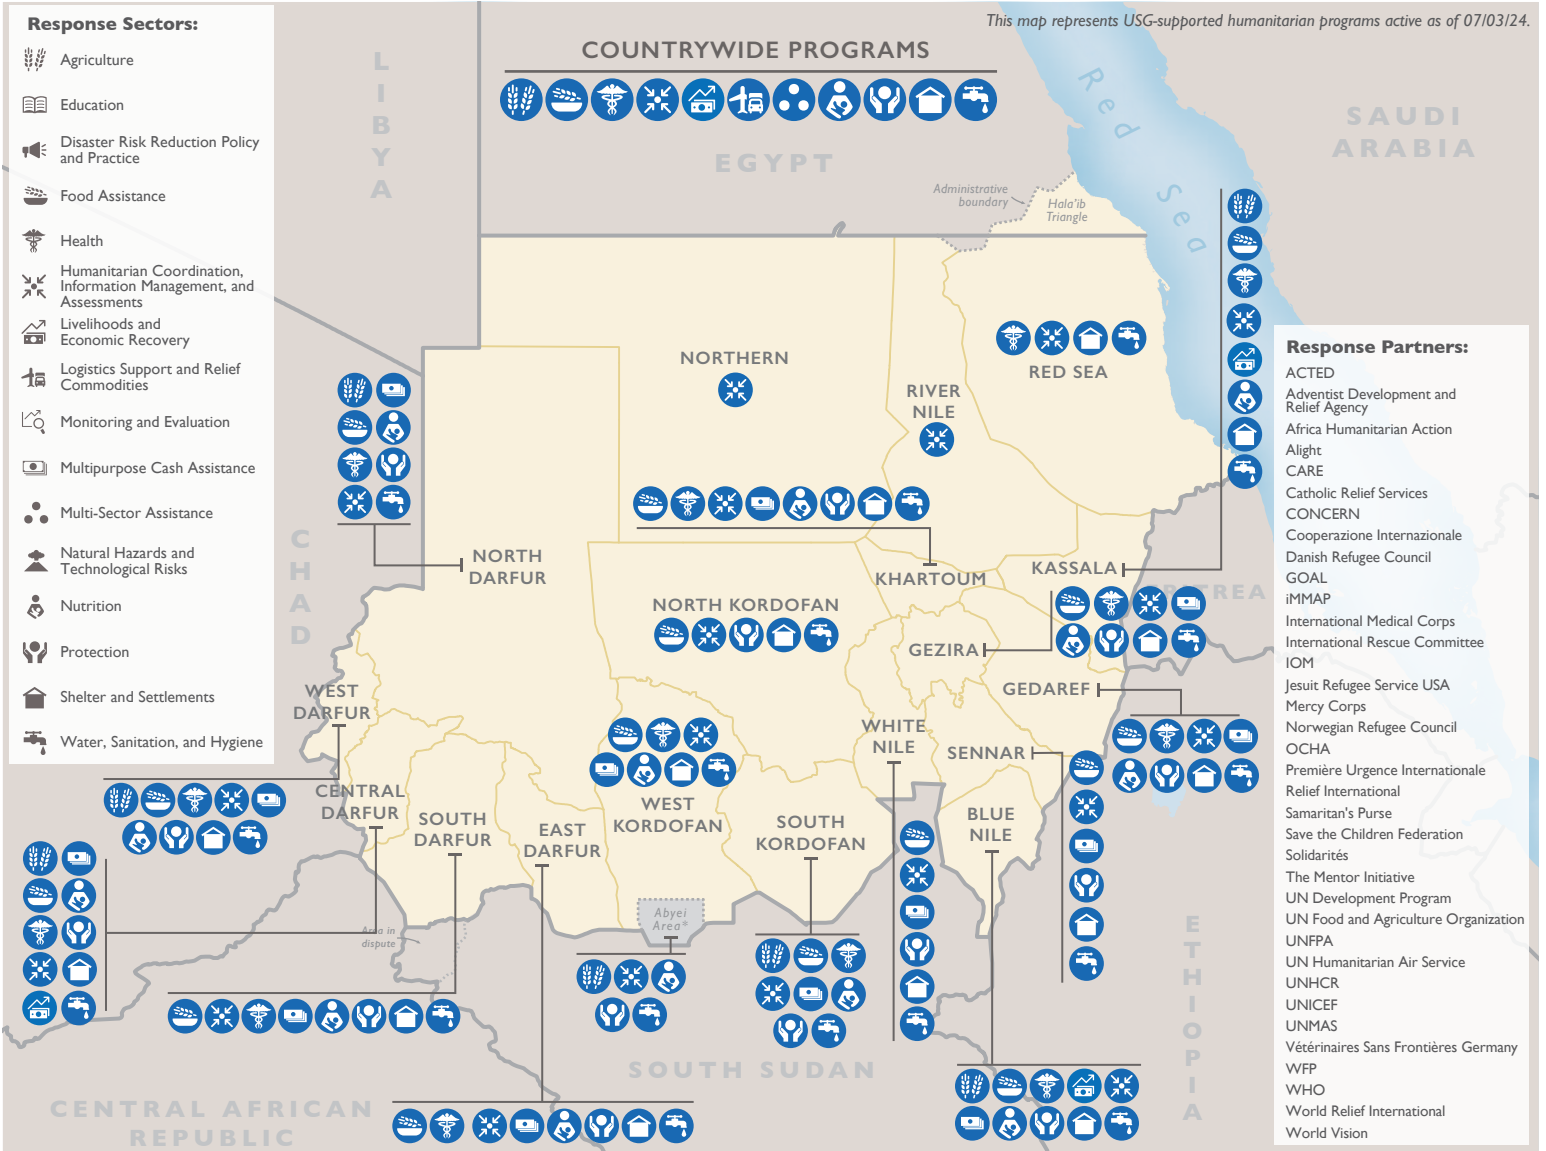 This map represents USG-supported humanitarian programs active as of 07/03/24.
Response Sectors:
Agriculture
Education
Disaster Risk Reduction Policy
and Practice
Food Assistance
Health
Humanitarian Coordination,
Information Management, and
Assessments
Livelihoods and
Economic Recovery
Logistics Support and Relief
Commodities
Monitoring and Evaluation
Multipurpose Cash Assistance
Multi-Sector Assistance
Natural Hazards and
Technological Risks
Nutrition
Protection
Shelter and Settlements
Water, Sanitation, and Hygiene
COUNTRYWIDE PROGRAMS
LIBYA
EGYPT
Red Sea
SAUDI
ARABIA
Administrative
boundary
Hala'ib
Triangle
NORTHERN
RIVER
NILE
RED SEA
CHAD
NORTH
DARFUR
KHARTOUM
KASSALA
ERITREA
NORTH KORDOFAN
GEZIRA
GEDAREF
WEST
DARFUR
WHITE
NILE
SENNAR
CENTRAL
DARFUR
SOUTH
DARFUR
EAST
DARFUR
WEST
KORDOFAN
SOUTH
KORDOFAN
BLUE
NILE
Abyei
Area*
Area in
dispute
ETHIOPIA
SOUTH SUDAN
CENTRAL AFRICAN
REPUBLIC
Response Partners:
ACTED
Adventist Development and
Relief Agency
Africa Humanitarian Action
Alight
CARE
Catholic Relief Services
CONCERN
Cooperazione Internazionale
Danish Refugee Council
GOAL
iMMAP
International Medical Corps
International Rescue Committee
IOM
Jesuit Refugee Service USA
Mercy Corps
Norwegian Refugee Council
OCHA
Première Urgence Internationale
Relief International
Samaritan's Purse
Save the Children Federation
Solidarités
The Mentor Initiative
UN Development Program
UN Food and Agriculture Organization
UNFPA
UN Humanitarian Air Service
UNHCR
UNICEF
UNMAS
Vétérinaires Sans Frontières Germany
WFP
WHO
World Relief International
World Vision